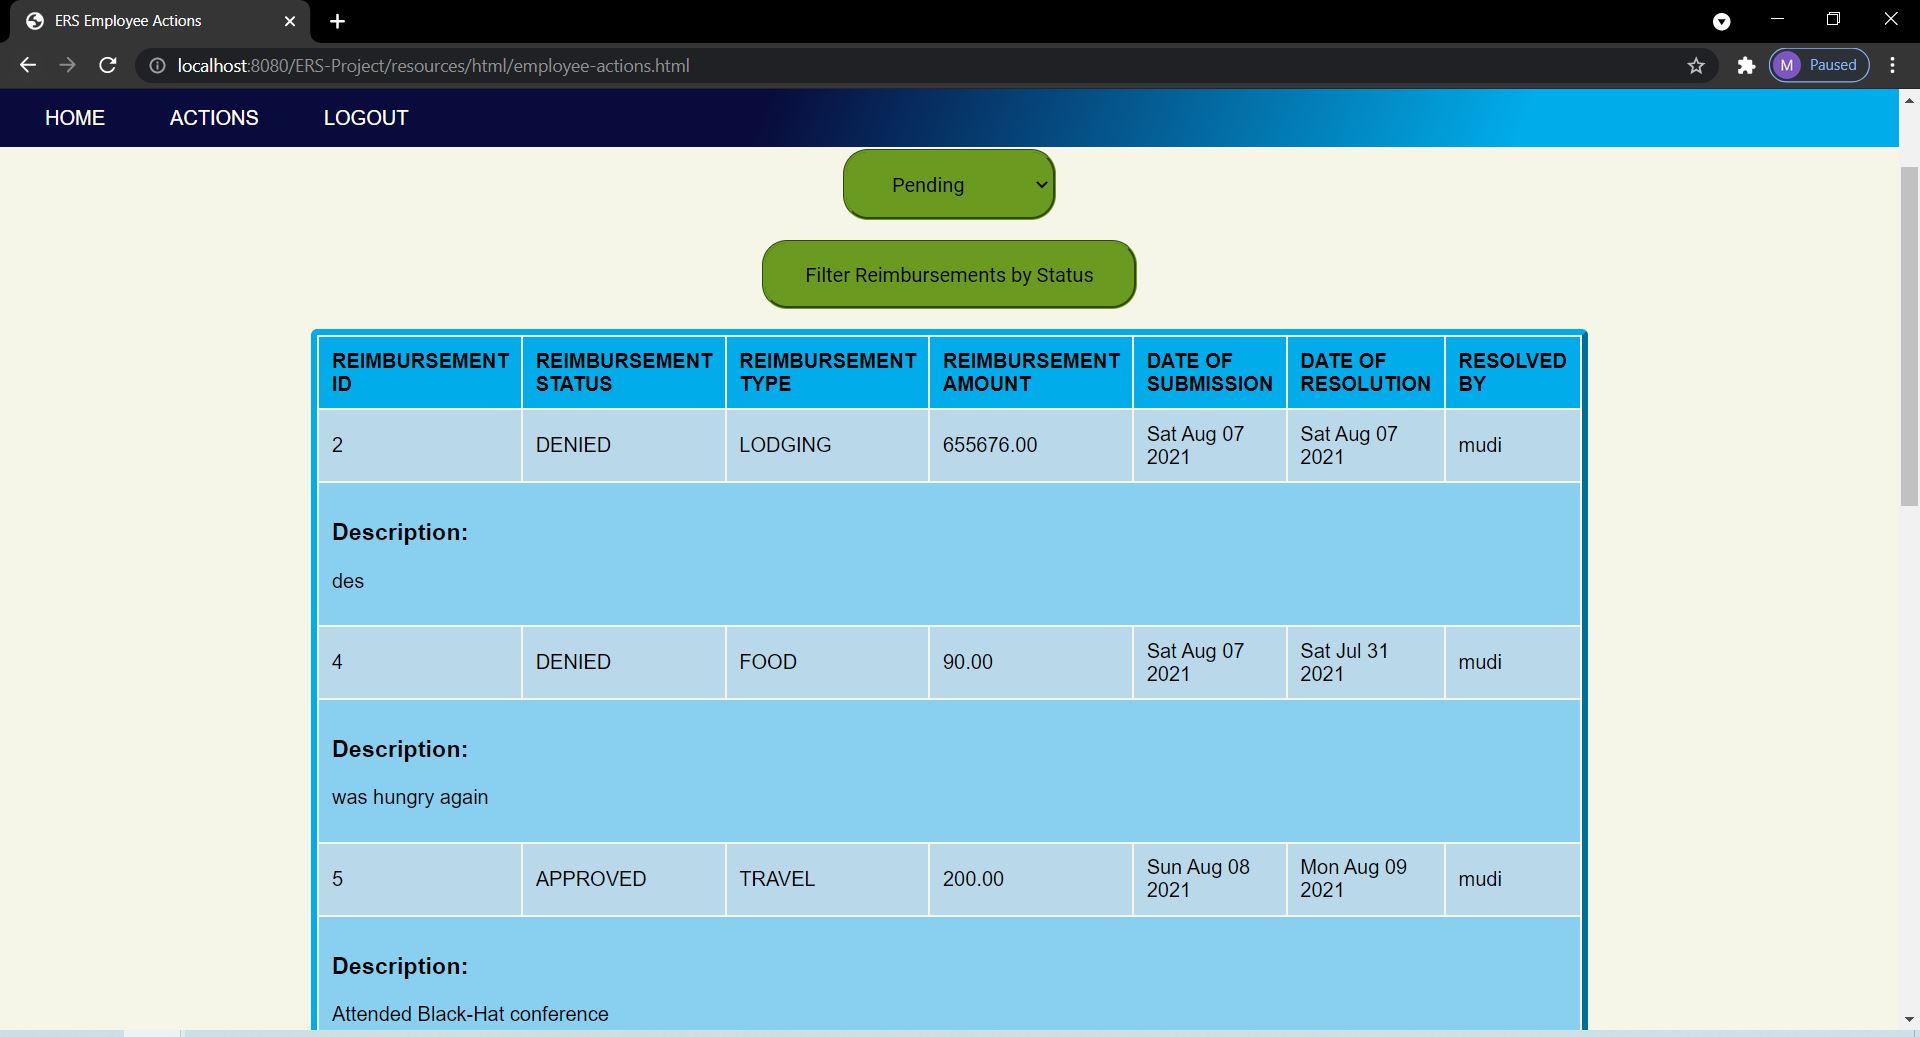 ERS Employee Actions
localhost:8080/ERS-Project/resources/html/employee-actions.html
M Paused
HOME ACTIONS LOGOUT
Pending
Filter Reimbursements by Status
REIMBURSEMENT ID REIMBURSEMENT STATUS REIMBURSEMENT TYPE REIMBURSEMENT AMOUNT DATE OF SUBMISSION DATE OF RESOLUTION RESOLVED BY
2 DENIED LODGING 655676.00 Sat Aug 07 2021 Sat Aug 07 2021 mudi
Description:
des
4 DENIED FOOD 90.00 Sat Aug 07 2021 Sat Jul 31 2021 mudi
Description:
was hungry again
5 APPROVED TRAVEL 200.00 Sun Aug 08 2021 Mon Aug 09 2021 mudi
Description:
Attended Black-Hat conference